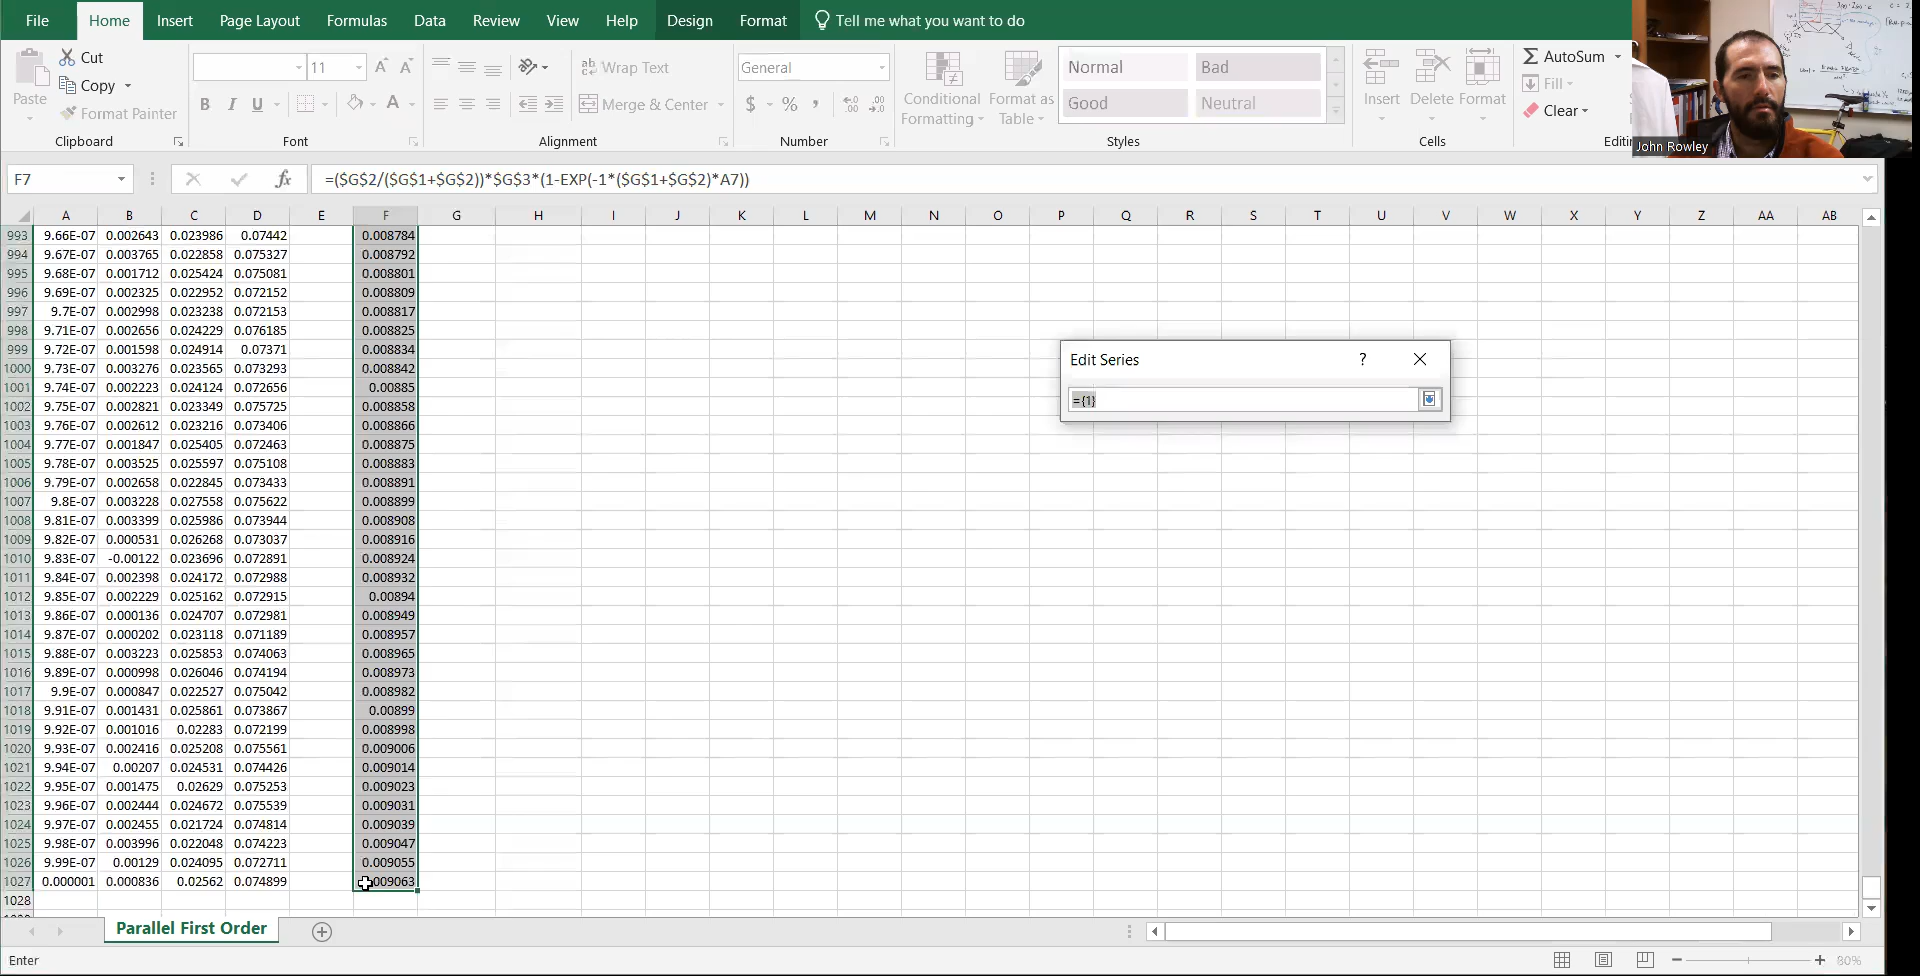 File Home Insert Page Layout Formulas Data Review View Help Design Format Tell me what you want to do
Paste
Cut
Copy
Format Painter
Clipboard
11
B I U
Font
Wrap Text
Merge & Center
Alignment
General
$ % ,
Number
Conditional Formatting
Format as Table
Normal Bad
Good Neutral
Styles
Insert Delete Format
Cells
AutoSum
Fill
Clear
John Rowley
F7 fx =($G$2/($G$1+$G$2))*$G$3*(1-EXP(-1*($G$1+$G$2)*A7))
A B C D E F G H I J K L M N O P Q R S T U V W X Y Z AA AB
993 9.66E-07 0.002643 0.023986 0.07442 0.008784
994 9.67E-07 0.003765 0.022858 0.075327 0.008792
995 9.68E-07 0.001712 0.025424 0.075081 0.008801
996 9.69E-07 0.002325 0.022952 0.072152 0.008809
997 9.7E-07 0.002998 0.023238 0.072153 0.008817
998 9.71E-07 0.002656 0.024229 0.076185 0.008825
999 9.72E-07 0.001598 0.024914 0.07371 0.008834
1000 9.73E-07 0.003276 0.023565 0.073293 0.008842
1001 9.74E-07 0.002223 0.024124 0.072656 0.00885
1002 9.75E-07 0.002821 0.023349 0.075725 0.008858
1003 9.76E-07 0.002612 0.023216 0.073406 0.008866
1004 9.77E-07 0.001847 0.025405 0.072463 0.008875
1005 9.78E-07 0.003525 0.025597 0.075108 0.008883
1006 9.79E-07 0.002658 0.022845 0.073433 0.008891
1007 9.8E-07 0.003228 0.027558 0.075622 0.008899
1008 9.81E-07 0.003399 0.025986 0.073944 0.008908
1009 9.82E-07 0.000531 0.026268 0.073037 0.008916
1010 9.83E-07 -0.00122 0.023696 0.072891 0.008924
1011 9.84E-07 0.002398 0.024172 0.072988 0.008932
1012 9.85E-07 0.002229 0.025162 0.072915 0.00894
1013 9.86E-07 0.000136 0.024707 0.072981 0.008949
1014 9.87E-07 0.000202 0.023118 0.071189 0.008957
1015 9.88E-07 0.003223 0.025853 0.074063 0.008965
1016 9.89E-07 0.000998 0.026046 0.074194 0.008973
1017 9.9E-07 0.000847 0.022527 0.075042 0.008982
1018 9.91E-07 0.001431 0.025861 0.073867 0.00899
1019 9.92E-07 0.001016 0.02283 0.072199 0.008998
1020 9.93E-07 0.002416 0.025208 0.075561 0.009006
1021 9.94E-07 0.00207 0.024531 0.074426 0.009014
1022 9.95E-07 0.001475 0.02629 0.075253 0.009023
1023 9.96E-07 0.002444 0.024672 0.075539 0.009031
1024 9.97E-07 0.002455 0.021724 0.074814 0.009039
1025 9.98E-07 0.003996 0.022048 0.074223 0.009047
1026 9.99E-07 0.00129 0.024095 0.072711 0.009055
1027 0.000001 0.000836 0.02562 0.074899 009063
1028
Edit Series ?
={1}
Parallel First Order
Enter
80%